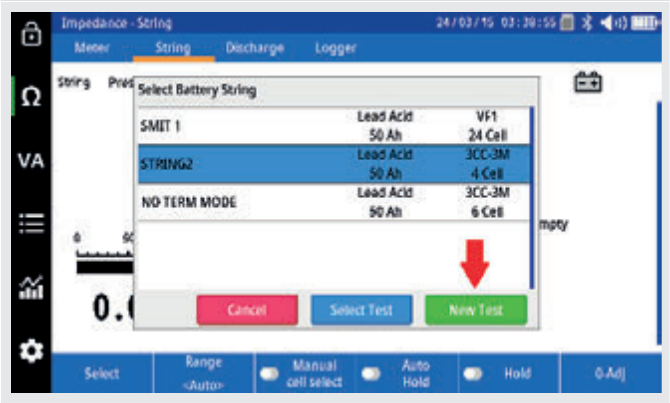 Impedance - String 24/03/15 03:38:55
Meter String Discharge Logger
String Pres
Select Battery String
SMIT 1 Lead Acid VF1
50 Ah 24 Cell
STRING2 Lead Acid 3CC-3M
50 Ah 4 Cell
NO TERM MODE Lead Acid 3CC-3M
50 Ah 6 Cell
mpty
0
0.0
Cancel Select Test New Test
Ω
VA
Select Range Manual Auto Hold 0-Adj
<Auto> cell select Hold